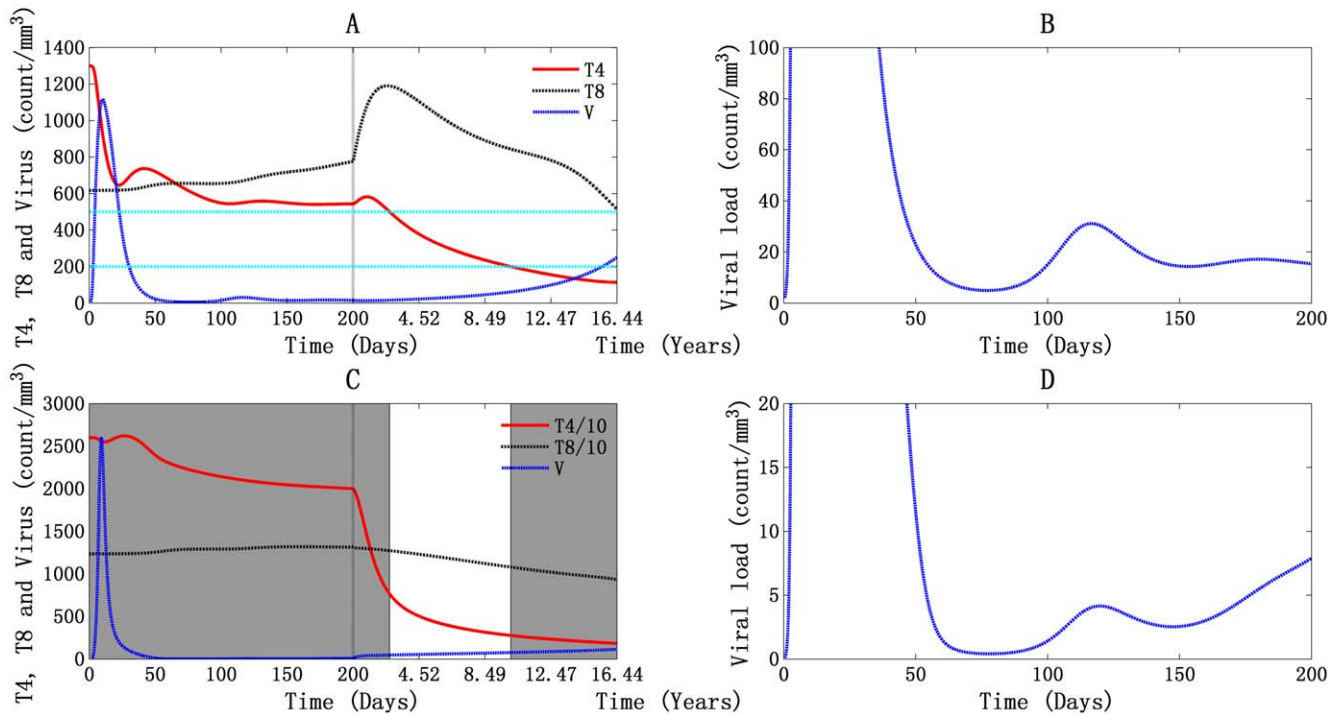 A
T4, T8 and Virus (count/mm³)
1400
1200
1000
800
600
400
200
0
T4
T8
V
0 50 100 200 4.52 8.49 12.47 16.44
Time (Days) Time (Years)
B
Viral load (count/mm³)
100
80
60
40
20
0
0 50 100 150 200
Time (Days)
C
T4, T8 and Virus (count/mm³)
3000
2500
2000
1500
1000
500
0
T4/10
T8/10
V
0 50 100 150 200 4.52 8.49 12.47 16.44
Time (Days) Time (Years)
D
Viral load (count/mm³)
20
15
10
5
0
0 50 100 150 200
Time (Days)